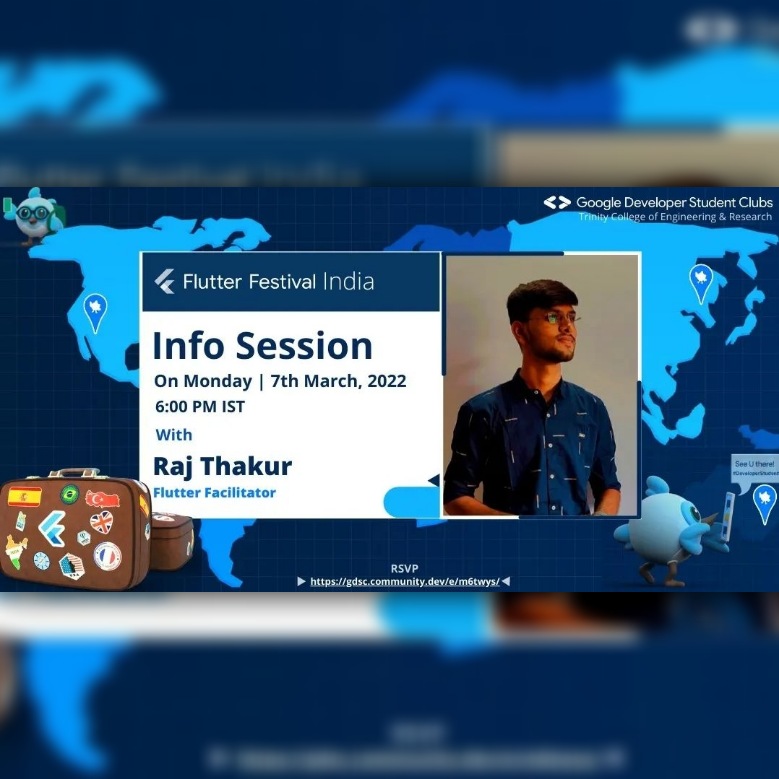 Google Developer Student Clubs
Trinity College of Engineering & Research
Flutter Festival India
Info Session
On Monday | 7th March, 2022
6:00 PM IST
With
Raj Thakur
Flutter Facilitator
See U there!
#DeveloperStudent
RSVP
https://gdsc.community.dev/e/m6twys/